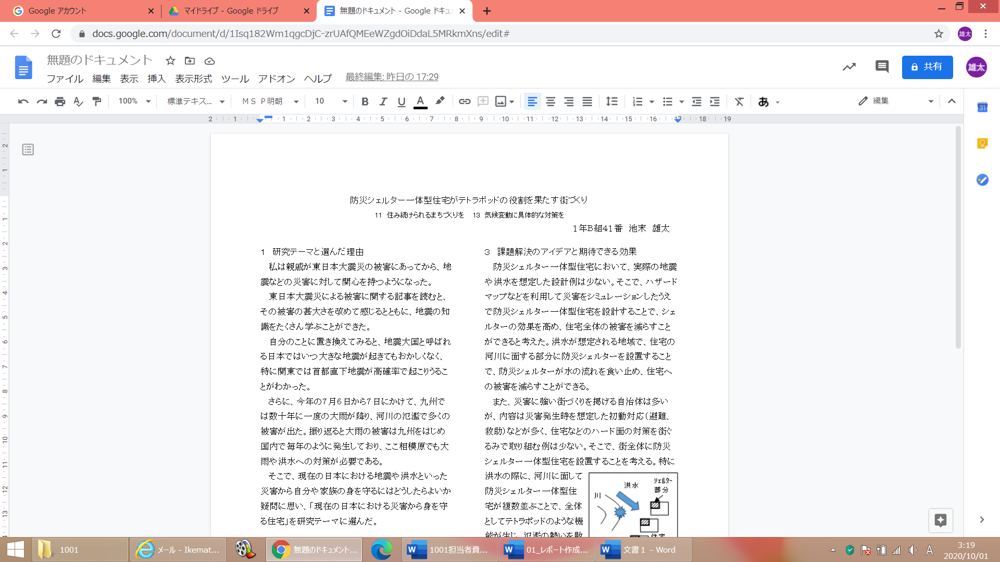 Google アカウント
マイドライブ - Google ドライブ
無題のドキュメント - Google ドキュ
docs.google.com/document/d/1Isq182Wm1qgcDjC-zrUAfQMEeWZgdOiDdaL5MRkmXns/edit#
雄太
無題のドキュメント
共有
雄太
ファイル 編集 表示 挿入 表示形式 ツール アドオン ヘルプ 最終編集: 昨日の 17:29
100% 標準テキス... ＭＳ Ｐ明朝 10 B I U A あ 編集
2 1 1 2 3 4 5 6 7 8 9 10 11 12 13 14 15 16 17 18 19
31
2
1
1
2
3
4
5
6
7
8
9
10
11
12
13
防災シェルター一体型住宅がテトラポッドの役割を果たす街づくり
11 住み続けられるまちづくりを 13 気候変動に具体的な対策を
1年B組41番 池末 雄太
1 研究テーマと選んだ理由
私は親戚が東日本大震災の被害にあってから、地
震などの災害に対して関心を持つようになった。
東日本大震災による被害に関する記事を読むと、
その被害の甚大さを改めて感じるとともに、地震の知
識をたくさん学ぶことができた。
自分のことに置き換えてみると、地震大国と呼ばれ
る日本ではいつ大きな地震が起きてもおかしくなく、
特に関東では首都直下地震が高確率で起こりうるこ
とがわかった。
さらに、今年の7月6日から7日にかけて、九州で
は数十年に一度の大雨が降り、河川の氾濫で多くの
被害が出た。振り返ると大雨の被害は九州をはじめ
国内で毎年のように発生しており、ここ相模原でも大
雨や洪水への対策が必要である。
そこで、現在の日本における地震や洪水といった
災害から自分や家族の身を守るにはどうしたらよいか
疑問に思い、「現在の日本における災害から身を守
る住宅」を研究テーマに選んだ。
3 課題解決のアイデアと期待できる効果
防災シェルター一体型住宅において、実際の地震
や洪水を想定した設計例は少ない。そこで、ハザード
マップなどを利用して災害をシミュレーションしたうえ
で防災シェルター一体型住宅を設計することで、シェ
ルターの効果を高め、住宅全体の被害を減らすこと
ができると考えた。洪水が想定される地域で、住宅の
河川に面する部分に防災シェルターを設置すること
で、防災シェルターが水の流れを食い止め、住宅へ
の被害を減らすことができる。
また、災害に強い街づくりを掲げる自治体は多い
が、内容は災害発生時を想定した初動対応（避難、
救助）などが多く、住宅などのハード面の対策を街ぐ
るみで取り組む例は少ない。そこで、街全体に防災
シェルター一体型住宅を設置することを考える。特に
洪水の際に、河川に面して
防災シェルター一体型住
宅が複数並ぶことで、全体
としてテトラポッドのような機
能が生じ、氾濫の勢いを散
川
洪水
シェルター
部分
住宅
1001
メール - Ikemat...
無題のドキュメント...
1001担当者資...
01_レポート作成...
文書 1 - Word
A
3:19
2020/10/01